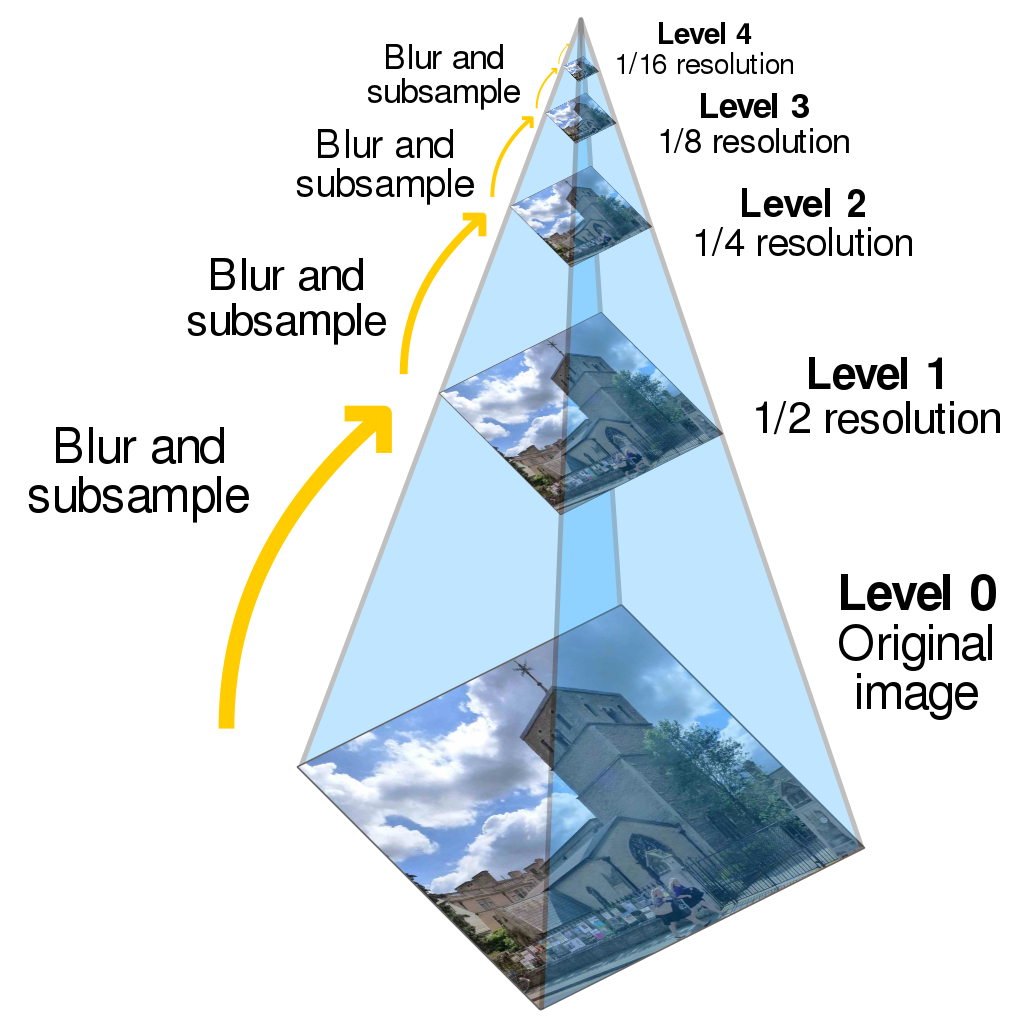 Level 4
1/16 resolution
Blur and
subsample
Level 3
1/8 resolution
Blur and
subsample
Level 2
1/4 resolution
Blur and
subsample
Level 1
1/2 resolution
Blur and
subsample
Level 0
Original
image